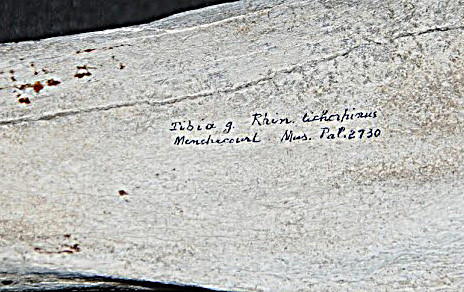 Tibia g. Rhin. tichorhinus
Menchecourt Mus. Pal. 2730